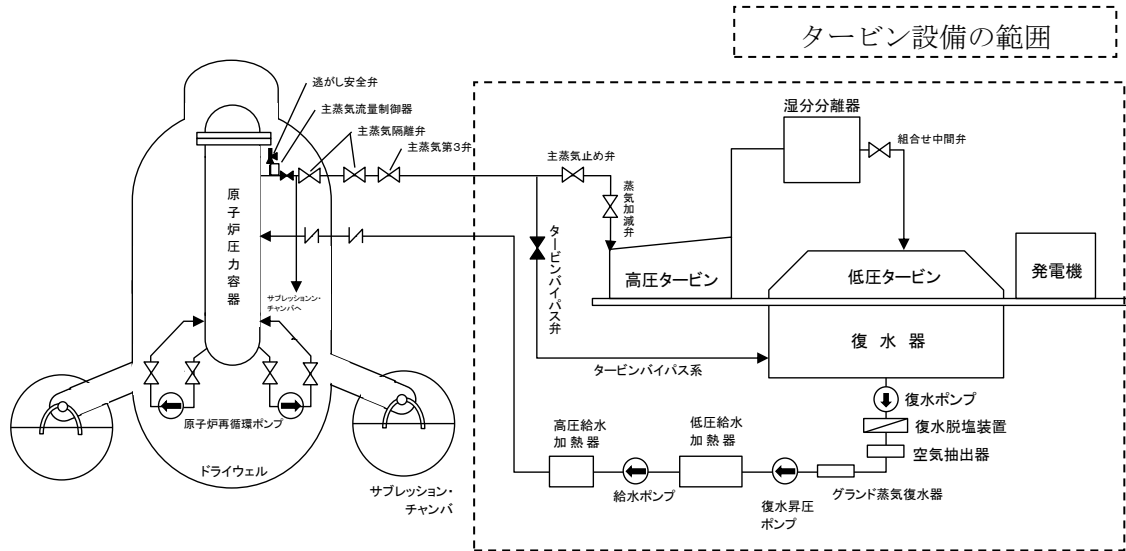 タービン設備の範囲
逃がし安全弁
主蒸気流量制御器
主蒸気隔離弁
主蒸気第3弁
主蒸気止め弁
蒸気加減弁
湿分分離器
組合せ中間弁
原子炉圧力容器
サプレッションン・
チャンバへ
タービンバイパス弁
高圧タービン
低圧タービン
発電機
復水器
タービンバイパス系
復水ポンプ
復水脱塩装置
空気抽出器
グランド蒸気復水器
復水昇圧
ポンプ
低圧給水
加熱器
給水ポンプ
高圧給水
加熱器
原子炉再循環ポンプ
ドライウェル
サプレッション・
チャンバ